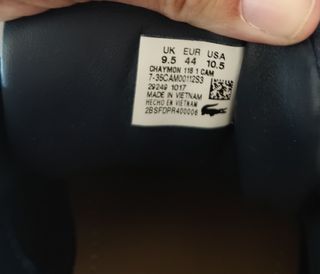 UK EUR USA
9.5 44 10.5
CHAYMON 118 1 CAM
7-35CAM00112S3
29249 1017
MADE IN VIETNAM
HECHO EN VIETNAM
2BSFDPR400006